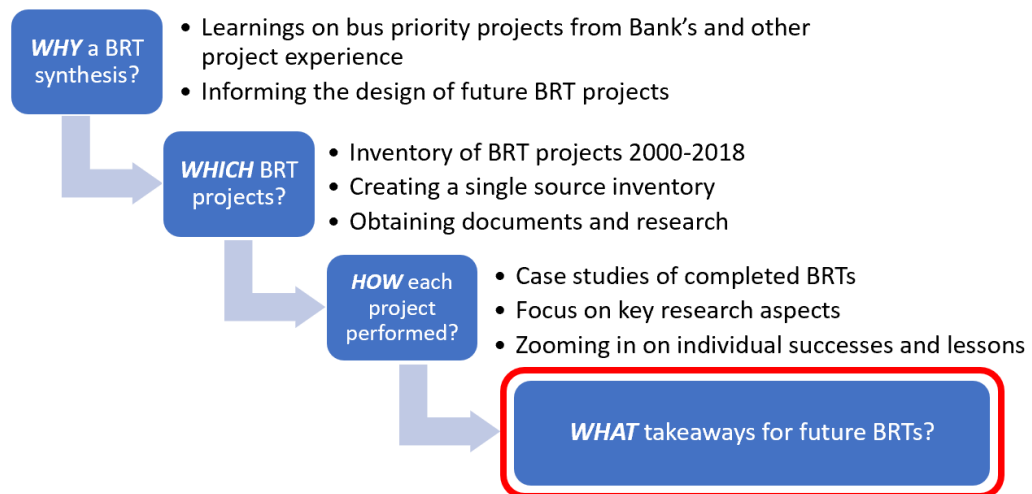 WHY a BRT
synthesis?
• Learnings on bus priority projects from Bank’s and other
project experience
• Informing the design of future BRT projects
WHICH BRT
projects?
• Inventory of BRT projects 2000-2018
• Creating a single source inventory
• Obtaining documents and research
HOW each
project
performed?
• Case studies of completed BRTs
• Focus on key research aspects
• Zooming in on individual successes and lessons
WHAT takeaways for future BRTs?